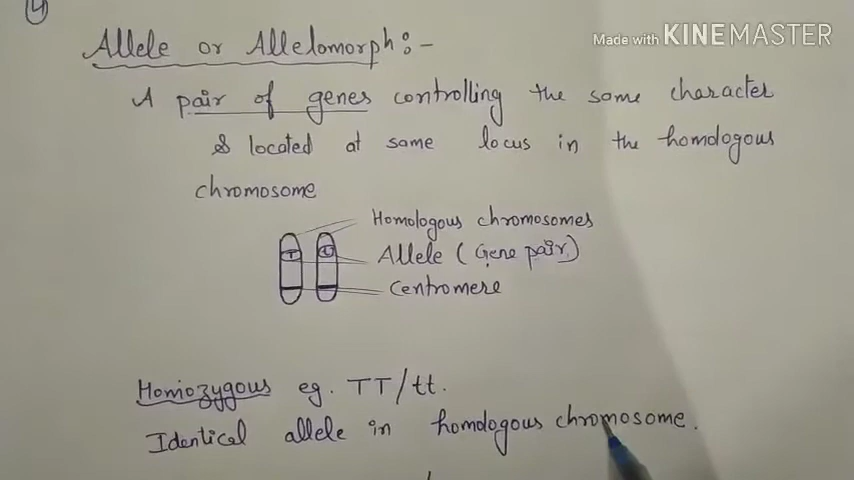 4
Allele or Allelomorph:-
Made with KINEMASTER
A pair of genes controlling the same character
& located at same locus in the homologous
chromosome
Homologous chromosomes
T t Allele (Gene pair)
Centromere
Homozygous eg. TT/tt.
Identical allele in homologous chromosome.